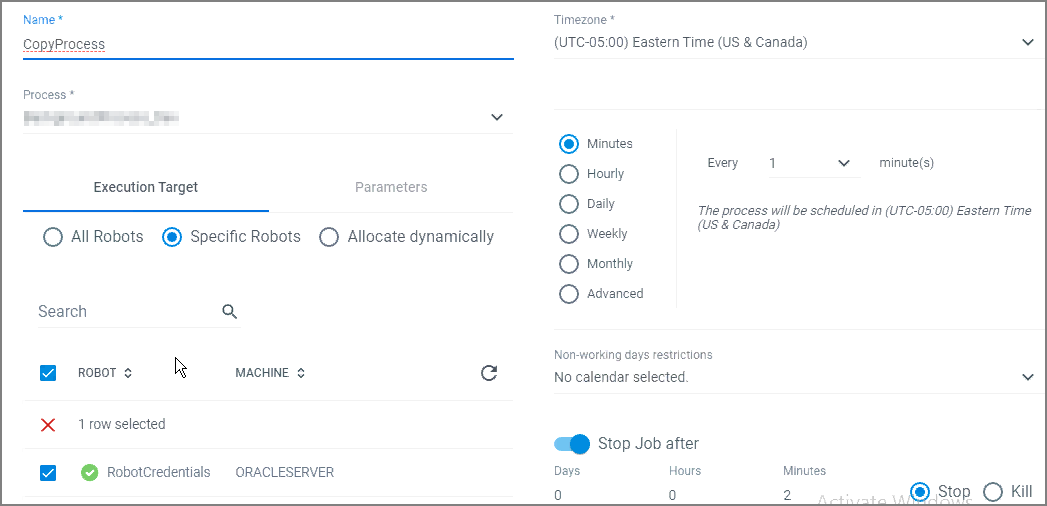 Name *
CopyProcess
Process *
Execution Target
Parameters
All Robots
Specific Robots
Allocate dynamically
Search
ROBOT
MACHINE
1 row selected
RobotCredentials
ORACLESERVER
Timezone *
(UTC-05:00) Eastern Time (US & Canada)
Minutes
Hourly
Daily
Weekly
Monthly
Advanced
Every
1
minute(s)
The process will be scheduled in (UTC-05:00) Eastern Time
(US & Canada)
Non-working days restrictions
No calendar selected.
Stop Job after
Days
Hours
Minutes
0
0
2
Stop
Kill
Activate Windows